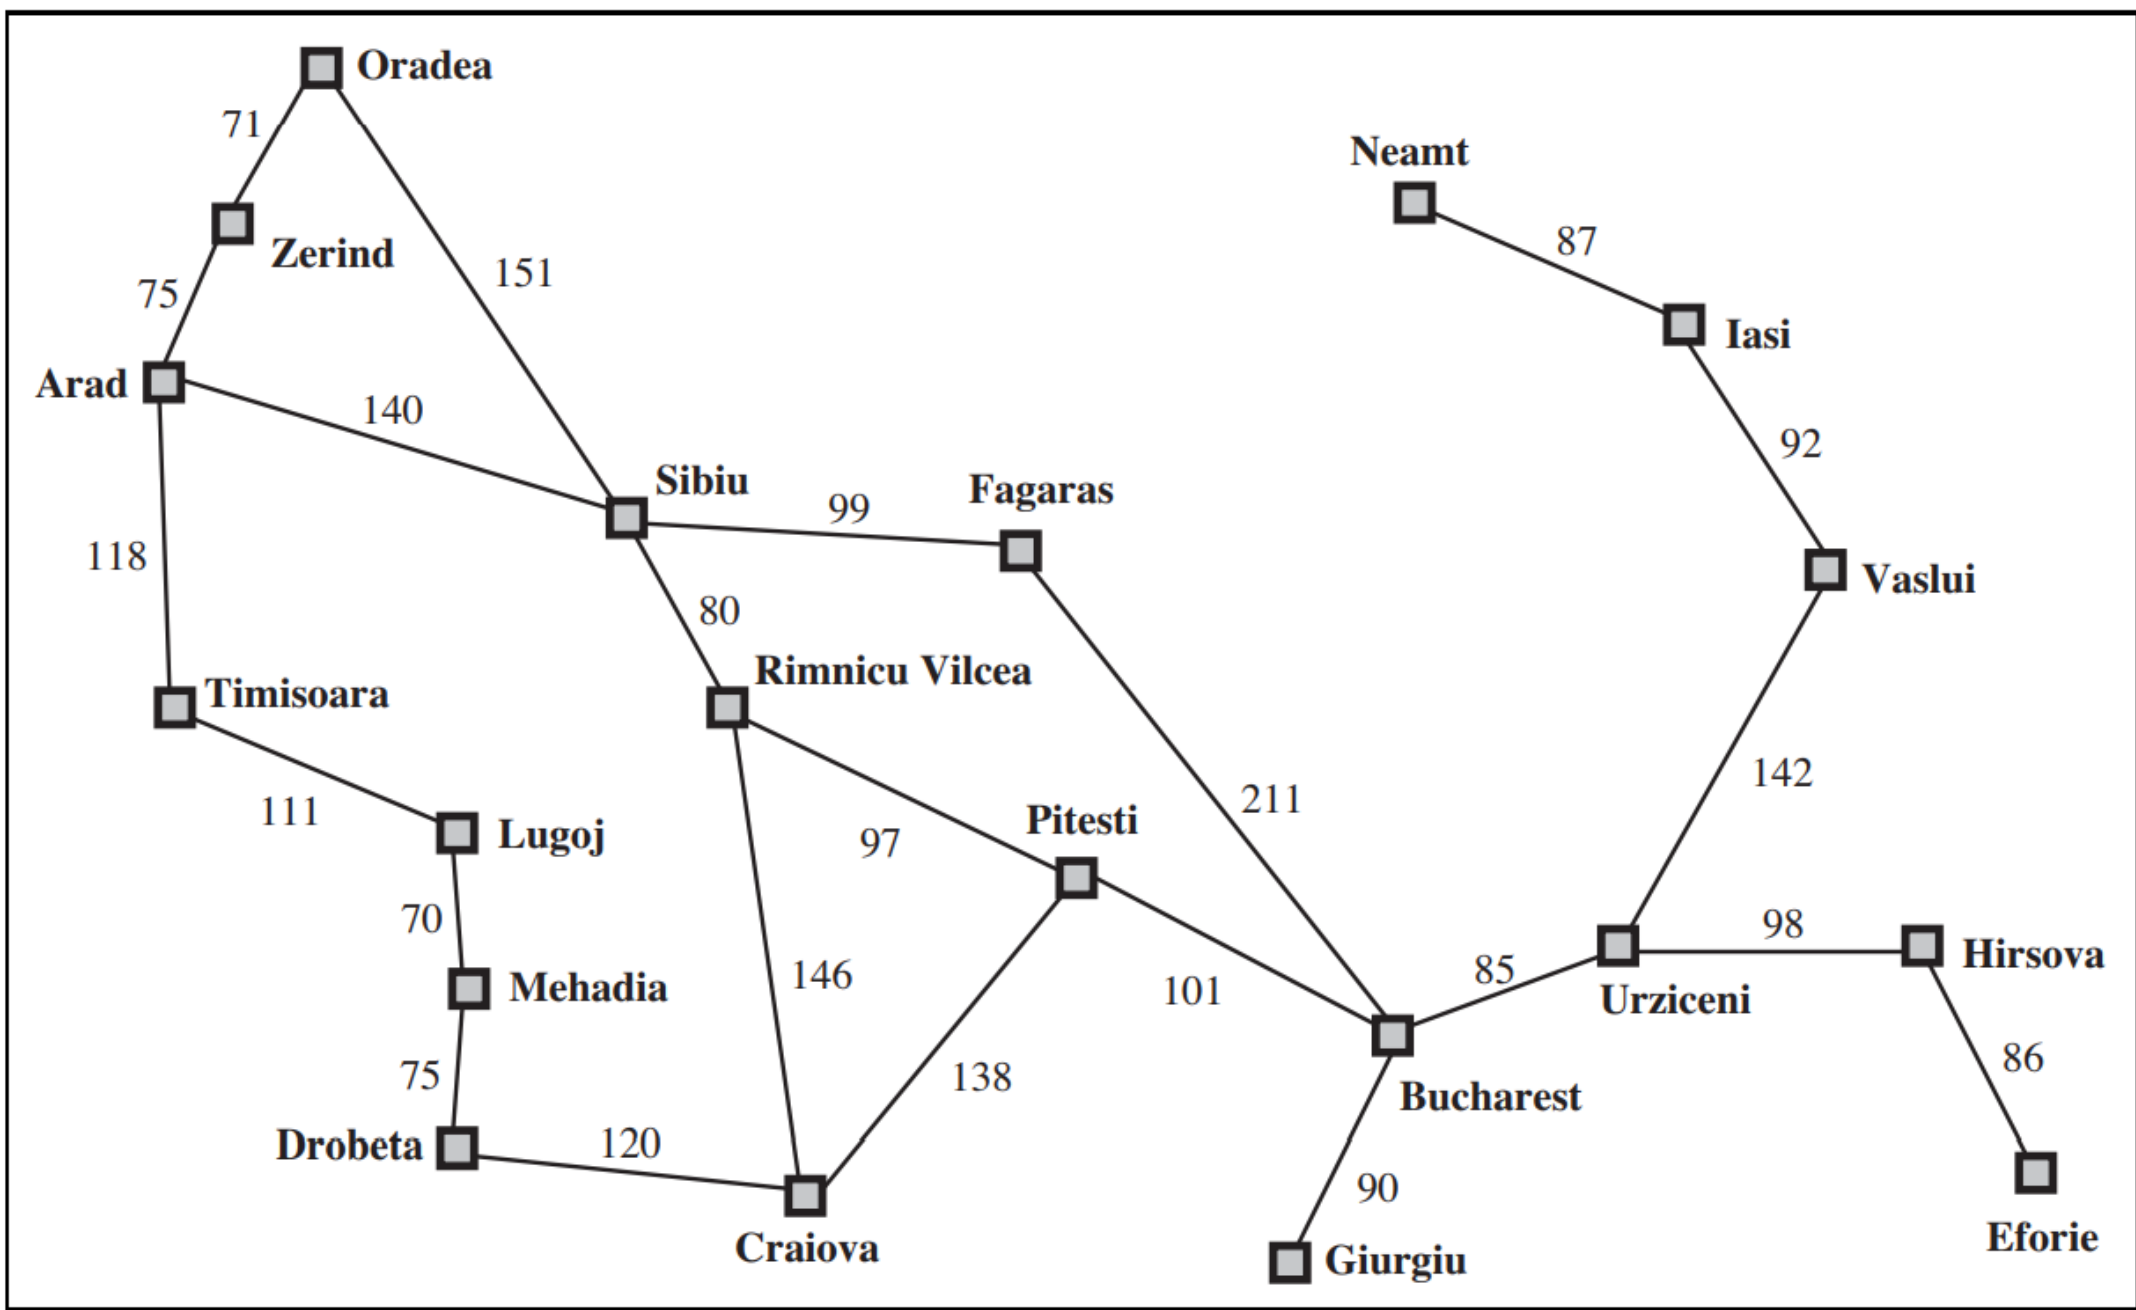 Oradea
71
Neamt
87
Zerind
151
75
Iasi
Arad
140
92
Sibiu
Fagaras
99
118
Vaslui
80
Rimnicu Vilcea
Timisoara
142
211
111
Lugoj
97
Pitesti
70
98
Hirsova
146
85
Mehadia
101
Urziceni
75
138
86
Bucharest
Drobeta
120
90
Eforie
Craiova
Giurgiu